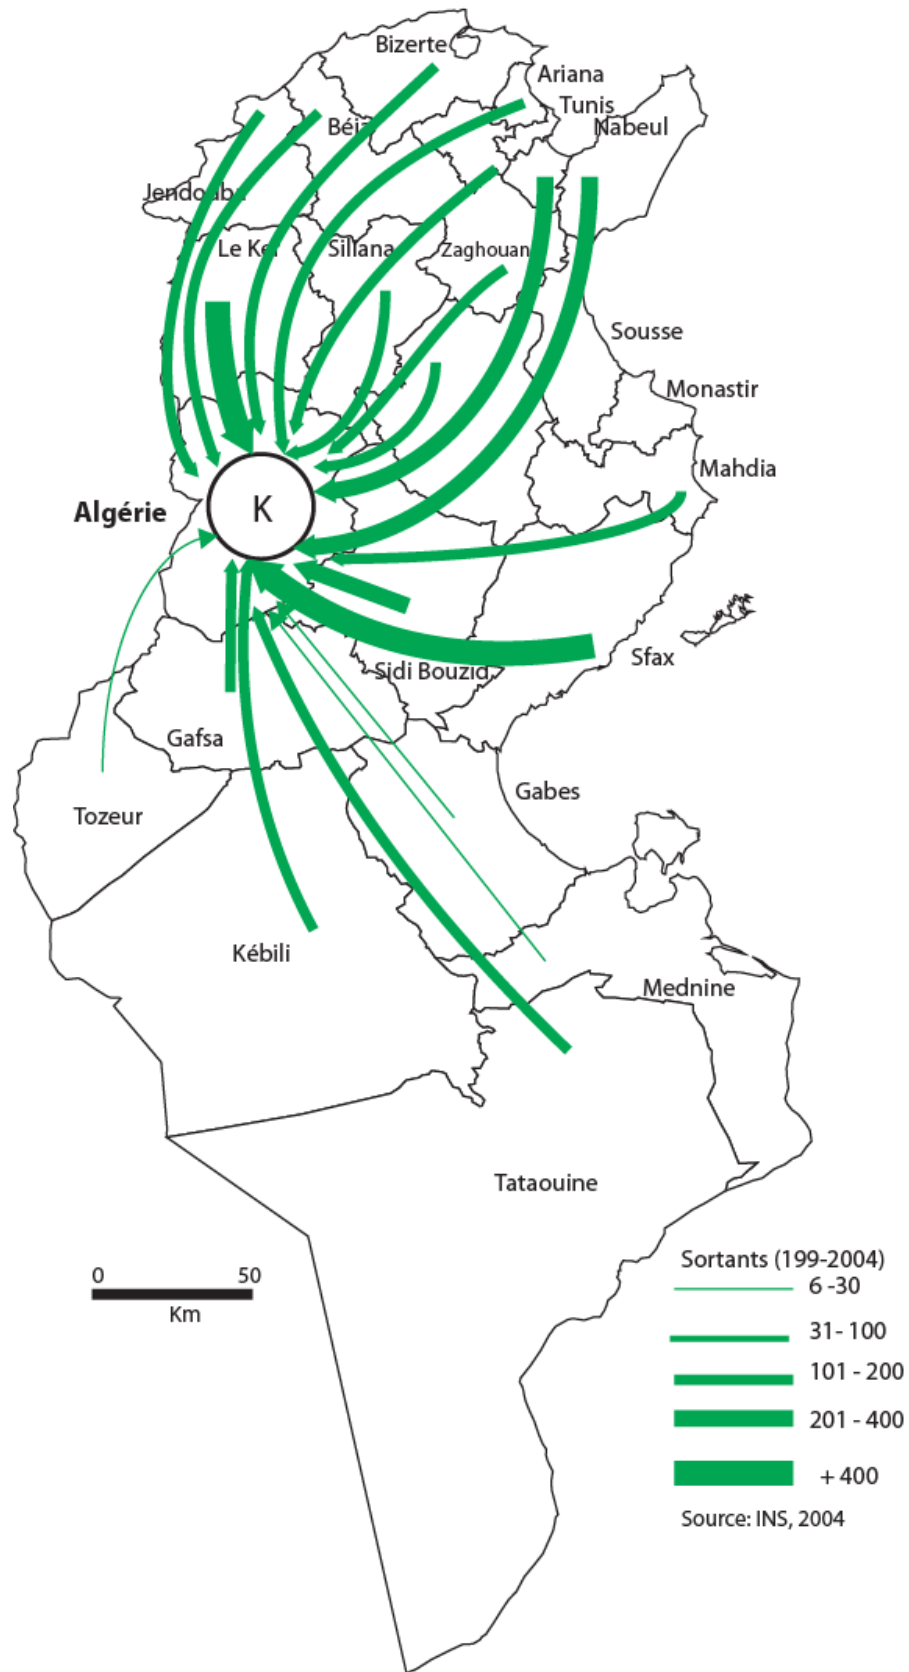 Bizerte
Ariana
Tunis
Nabeul
Béja
Jendouba
Le Kef
Siliana
Zaghouan
Sousse
Monastir
Mahdia
Algérie
K
Sfax
Sidi Bouzid
Gafsa
Gabes
Tozeur
Kébili
Mednine
Tataouine
0 50
Km
Sortants (199-2004)
6 -30
31- 100
101 - 200
201 - 400
+ 400
Source: INS, 2004